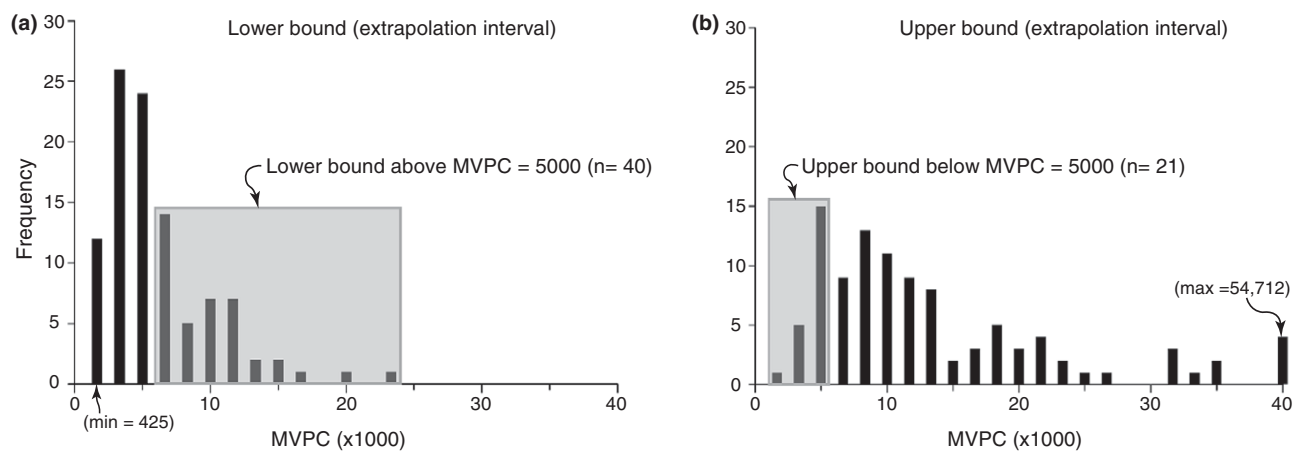 (a)
Lower bound (extrapolation interval)
30
25
20
15
10
5
0
Frequency
Lower bound above MVPC = 5000 (n= 40)
0
10
20
30
40
(min = 425)
MVPC (x1000)
(b)
Upper bound (extrapolation interval)
30
25
20
15
10
5
0
Upper bound below MVPC = 5000 (n= 21)
(max =54,712)
0
10
20
30
40
MVPC (x1000)